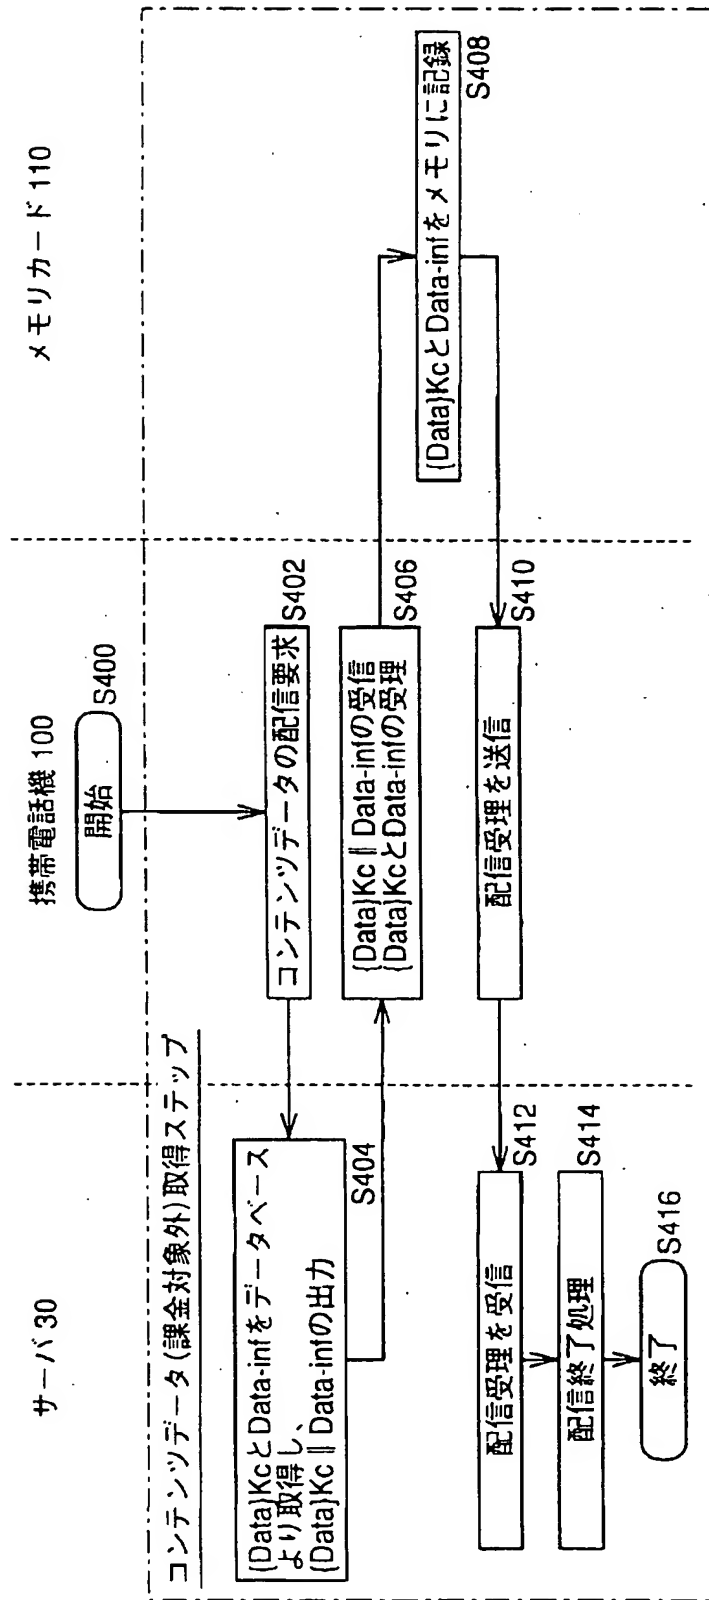 サーバ 30
携帯電話機 100
メモリカード 110
開始
S400
コンテンツデータ(課金対象外)取得ステップ
コンテンツデータの配信要求
S402
{Data}KcとData-infをデータベース
より取得し、
{Data}Kc || Data-infの出力
S404
{Data}Kc || Data-infの受信
{Data}KcとData-infの受理
S406
{Data}KcとData-infをメモリに記録
S408
配信受理を送信
S410
配信受理を受信
S412
配信終了処理
S414
終了
S416